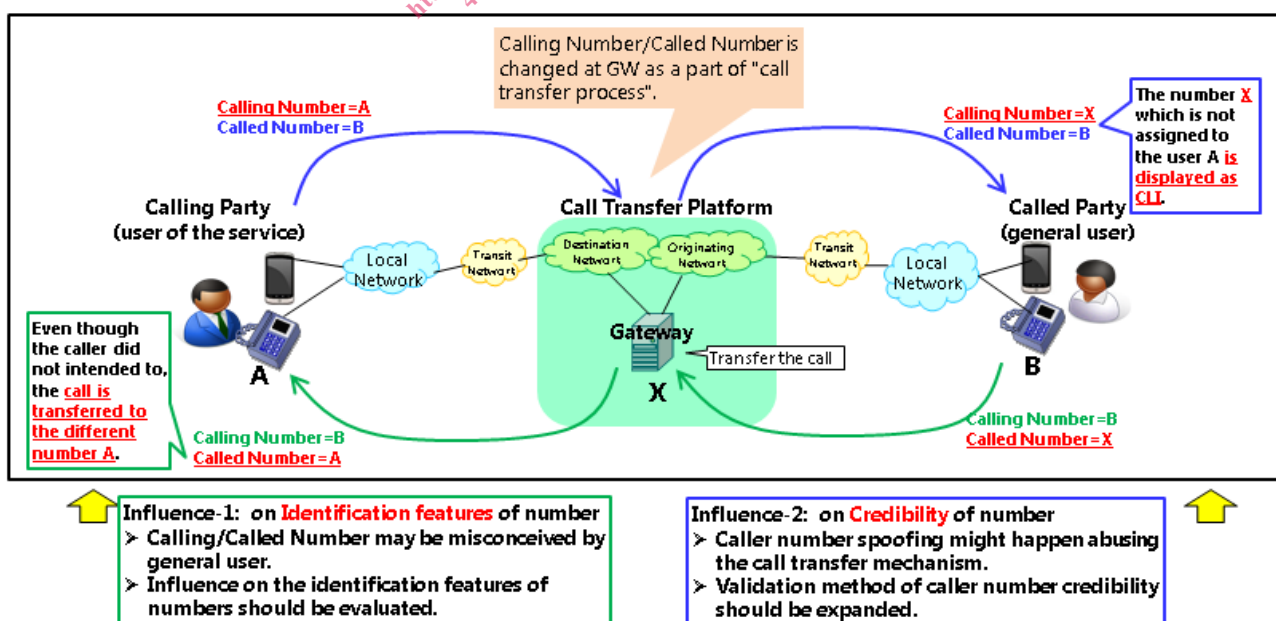 Calling Number/Called Number is
changed at GW as a part of "call
transfer process".
Calling Number=A
Called Number=B
Calling Number=X
Called Number=B
The number X
which is not
assigned to
the user A is
displayed as
CLI.
Calling Party
(user of the service)
Call Transfer Platform
Called Party
(general user)
Local
Network
Transit
Network
Destination
Network
Originating
Network
Transit
Network
Local
Network
Even though
the caller did
not intended to,
the call is
transferred to
the different
number A.
A
Gateway
Transfer the call
X
B
Calling Number=B
Called Number=A
Calling Number=B
Called Number=X
Influence-1: on Identification features of number
➢ Calling/Called Number may be misconceived by
general user.
➢ Influence on the identification features of
numbers should be evaluated.
Influence-2: on Credibility of number
➢ Caller number spoofing might happen abusing
the call transfer mechanism.
➢ Validation method of caller number credibility
should be expanded.